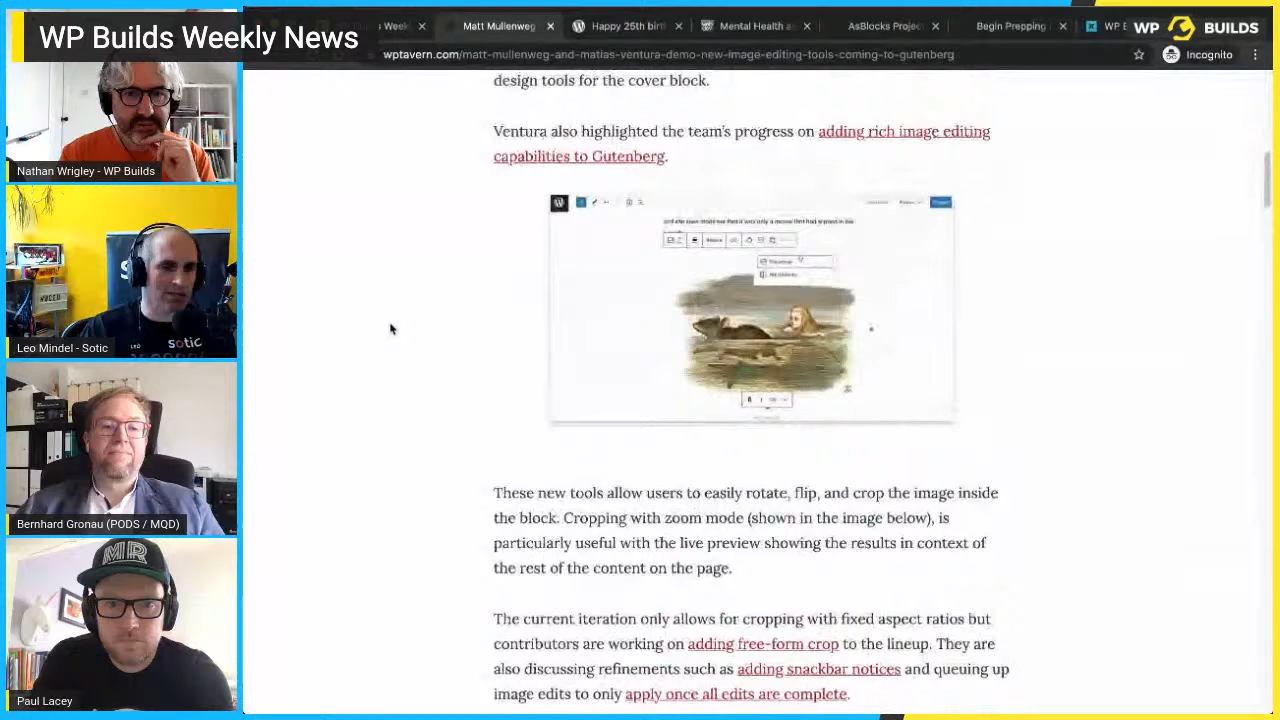 WP Builds Weekly News
Week
Matt Mullenweg
Happy 25th birt
Mental Health a
AsBlocks Projec
Begin Prepping
WP E
WP BUILDS
wptavern.com/matt-mullenweg-and-matias-ventura-demo-new-image-editing-tools-coming-to-gutenberg
Incognito
design tools for the cover block.
Ventura also highlighted the team's progress on adding rich image editing
capabilities to Gutenberg.
These new tools allow users to easily rotate, flip, and crop the image inside
the block. Cropping with zoom mode (shown in the image below), is
particularly useful with the live preview showing the results in context of
the rest of the content on the page.
The current iteration only allows for cropping with fixed aspect ratios but
contributors are working on adding free-form crop to the lineup. They are
also discussing refinements such as adding snackbar notices and queuing up
image edits to only apply once all edits are complete.
Nathan Wrigley - WP Builds
#WCEU
LEO
sotic
Leo Mindel - Sotic
Bernhard Gronau (PODS / MQD)
MR
Paul Lacey